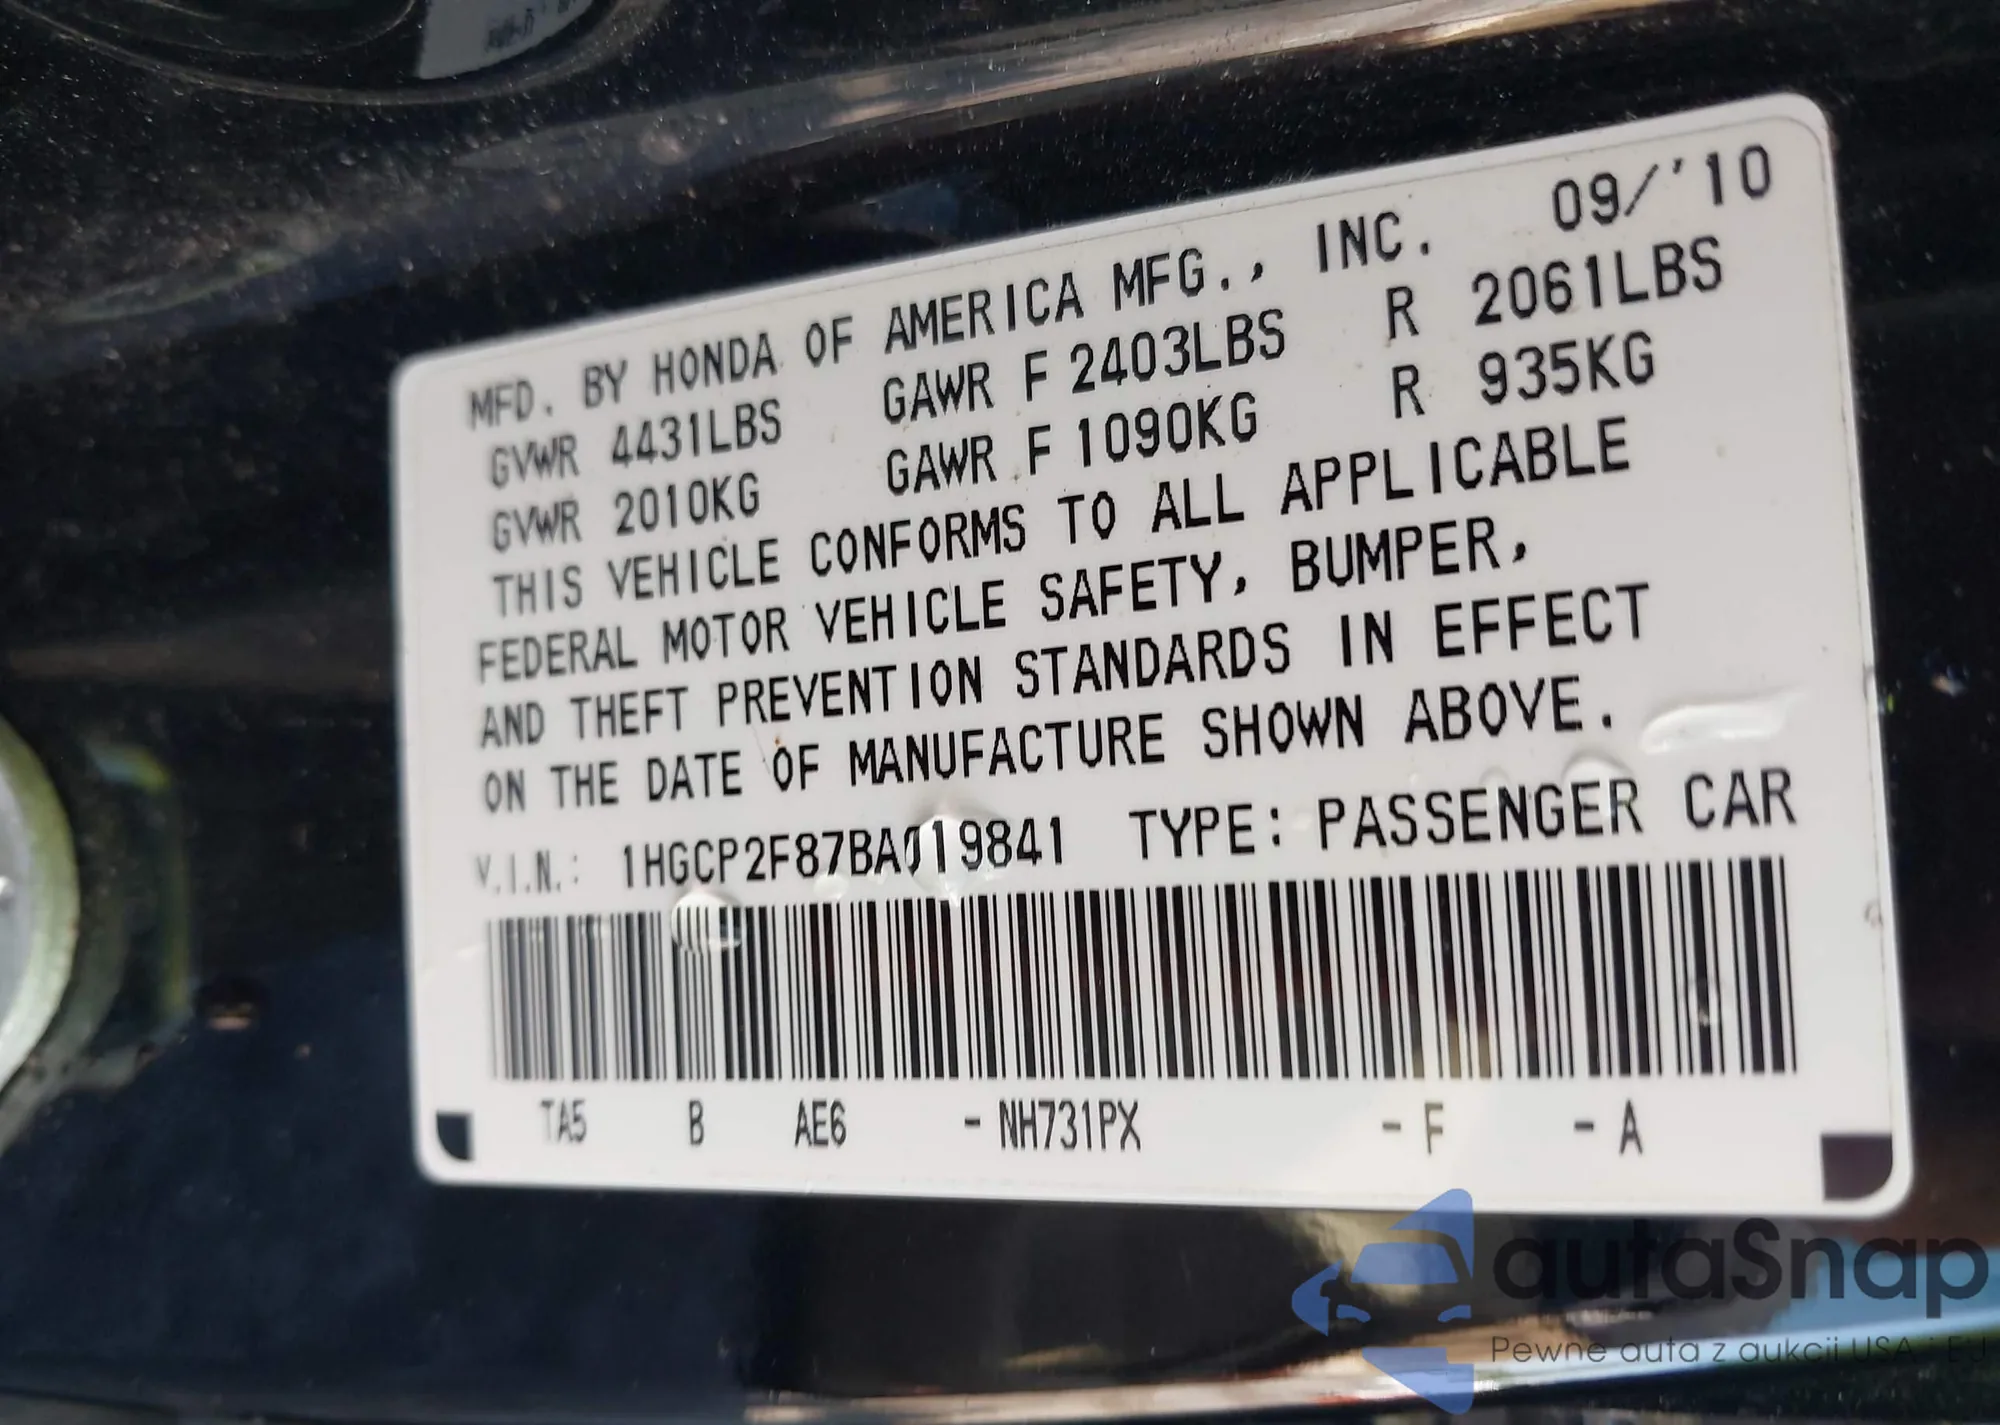 MFD. BY HONDA OF AMERICA MFG., INC. 09/'10
GVWR 4431LBS GAWR F 2403LBS R 2061LBS
GVWR 2010KG GAWR F 1090KG R 935KG
THIS VEHICLE CONFORMS TO ALL APPLICABLE
FEDERAL MOTOR VEHICLE SAFETY, BUMPER,
AND THEFT PREVENTION STANDARDS IN EFFECT
ON THE DATE OF MANUFACTURE SHOWN ABOVE.
V.I.N.: 1HGCP2F87BA019841 TYPE: PASSENGER CAR
TA5 B AE6 - NH731PX - F - A
autaSnap
Pewne auta z aukcji USA i EU